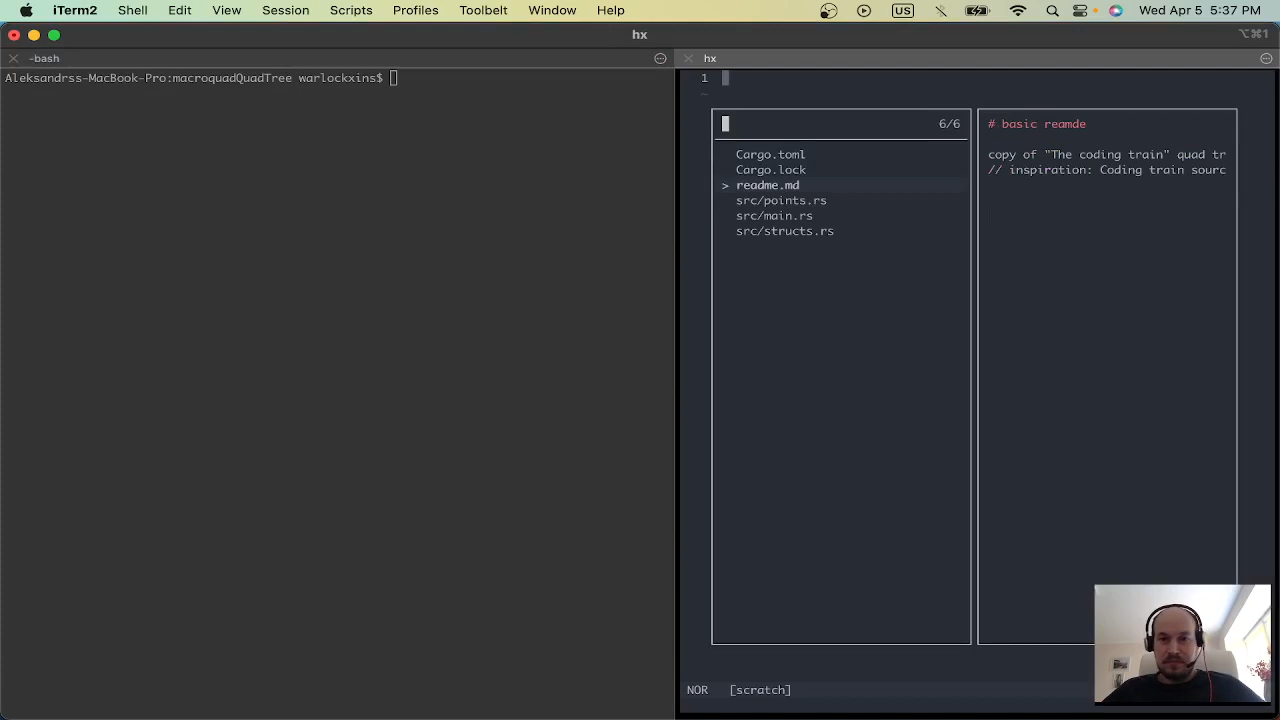 iTerm2 Shell Edit View Session Scripts Profiles Toolbelt Window Help US Wed Apr 5 5:37 PM
hx ⌥⌘1
-bash
hx
Aleksandrss-MacBook-Pro:macroquadQuadTree warlockxins$
1
~
6/6
Cargo.toml
Cargo.lock
> readme.md
src/points.rs
src/main.rs
src/structs.rs
# basic reamde
copy of "The coding train" quad tr
// inspiration: Coding train sourc
NOR [scratch]